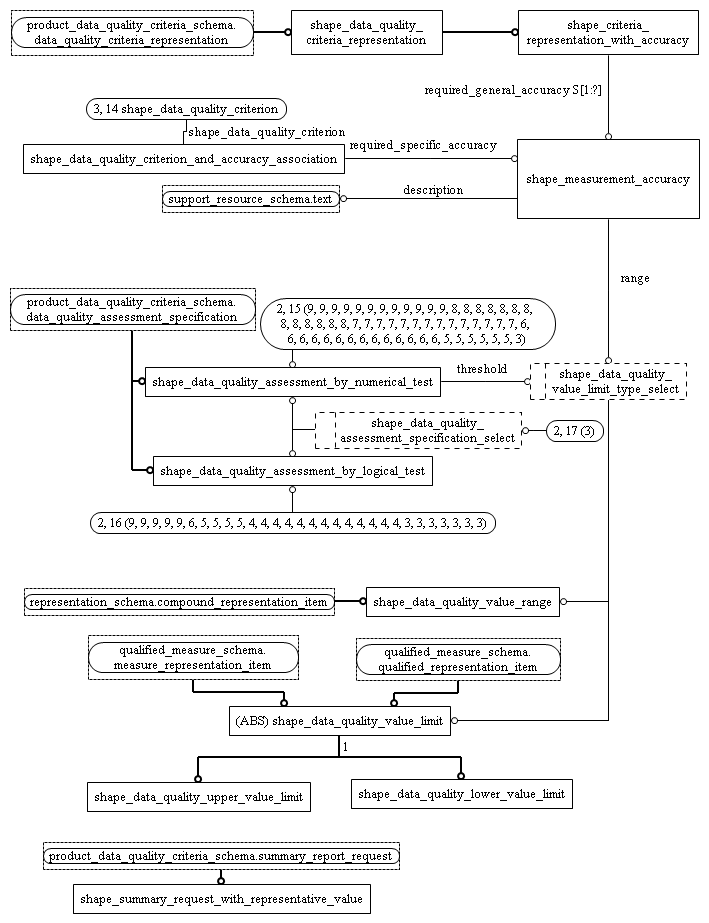 product_data_quality_criteria_schema.
data_quality_criteria_representation
shape_data_quality_
criteria_representation
shape_criteria_
representation_with_accuracy
required_general_accuracy S[1:?]
3, 14 shape_data_quality_criterion
shape_data_quality_criterion
shape_data_quality_criterion_and_accuracy_association
required_specific_accuracy
shape_measurement_accuracy
support_resource_schema.text
description
range
product_data_quality_criteria_schema.
data_quality_assessment_specification
2, 15 (9, 9, 9, 9, 9, 9, 9, 9, 9, 9, 9, 9, 8, 8, 8, 8, 8, 8, 8,
8, 8, 8, 8, 8, 8, 7, 7, 7, 7, 7, 7, 7, 7, 7, 7, 7, 7, 7, 7, 6,
6, 6, 6, 6, 6, 6, 6, 6, 6, 6, 6, 6, 6, 5, 5, 5, 5, 5, 5, 3)
shape_data_quality_assessment_by_numerical_test
threshold
shape_data_quality_
value_limit_type_select
shape_data_quality_
assessment_specification_select
2, 17 (3)
shape_data_quality_assessment_by_logical_test
2, 16 (9, 9, 9, 9, 9, 6, 5, 5, 5, 5, 4, 4, 4, 4, 4, 4, 4, 4, 4, 4, 4, 4, 4, 3, 3, 3, 3, 3, 3, 3)
representation_schema.compound_representation_item
shape_data_quality_value_range
qualified_measure_schema.
measure_representation_item
qualified_measure_schema.
qualified_representation_item
(ABS) shape_data_quality_value_limit
1
shape_data_quality_upper_value_limit
shape_data_quality_lower_value_limit
product_data_quality_criteria_schema.summary_report_request
shape_summary_request_with_representative_value